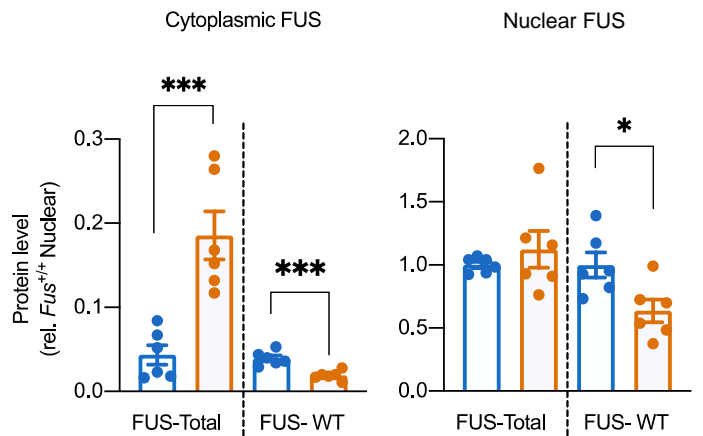 Cytoplasmic FUS
Nuclear FUS
***
*
***
Protein level
(rel. Fus+/+ Nuclear)
0.3
0.2
0.1
0.0
2.0
1.5
1.0
0.5
0.0
FUS-Total
FUS- WT
FUS-Total
FUS- WT